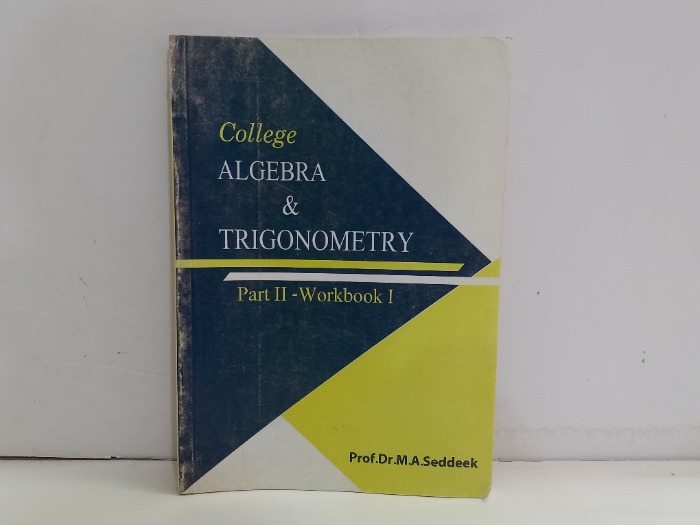 College
ALGEBRA
&
TRIGONOMETRY
Part II -Workbook I
Prof.Dr.M.A.Seddeek